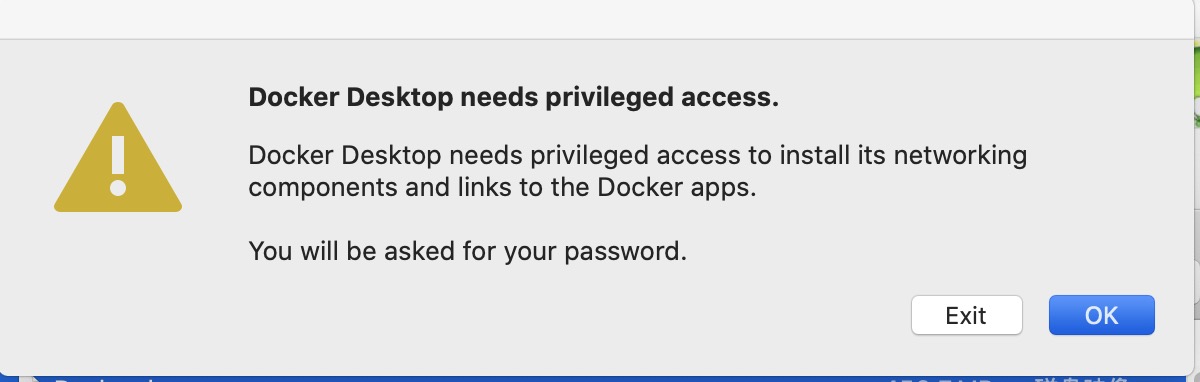 Docker Desktop needs privileged access.
Docker Desktop needs privileged access to install its networking
components and links to the Docker apps.
You will be asked for your password.
Exit
OK